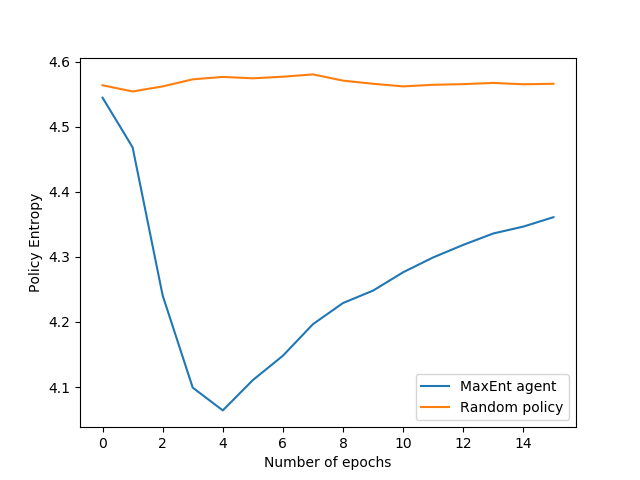 4.6
4.5
4.4
4.3
4.2
4.1
Policy Entropy
MaxEnt agent
Random policy
0 2 4 6 8 10 12 14
Number of epochs